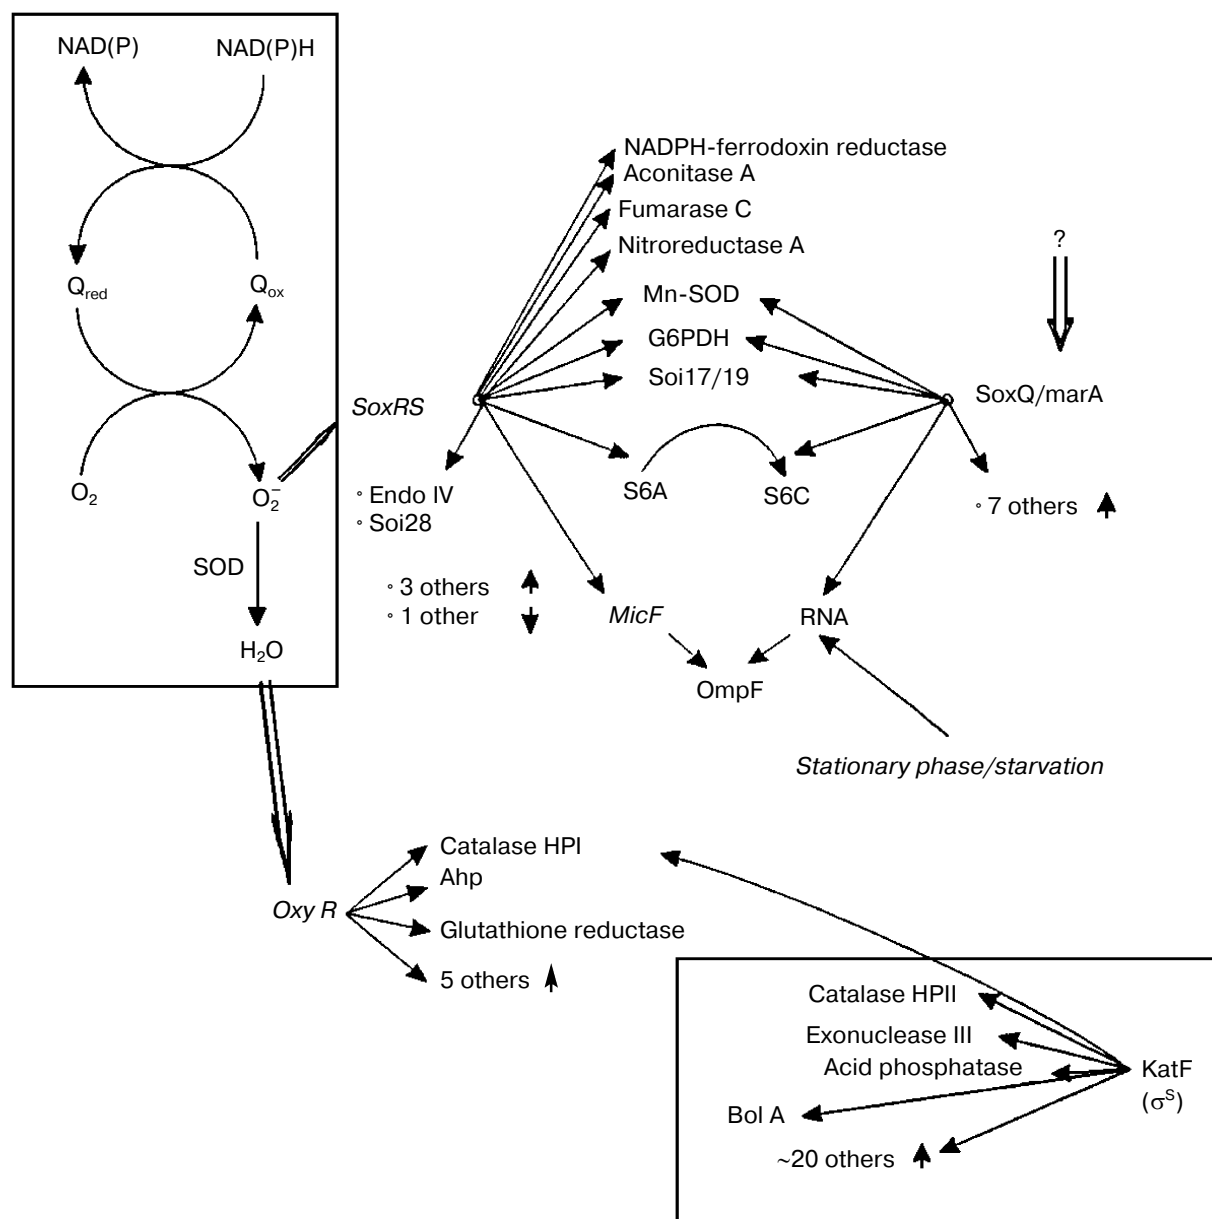 NAD(P) NAD(P)H
Q_red Q_ox
O₂ O₂⁻
SOD
H₂O
NADPH-ferrodoxin reductase
Aconitase A
Fumarase C
Nitroreductase A
Mn-SOD
G6PDH
Soi17/19
SoxRS
?
SoxQ/marA
S6A S6C
° Endo IV
° Soi28
° 7 others
° 3 others
° 1 other
MicF RNA
OmpF
Stationary phase/starvation
Oxy R
Catalase HPI
Ahp
Glutathione reductase
5 others
Catalase HPII
Exonuclease III
Acid phosphatase
Bol A
~20 others
KatF
(σˢ)